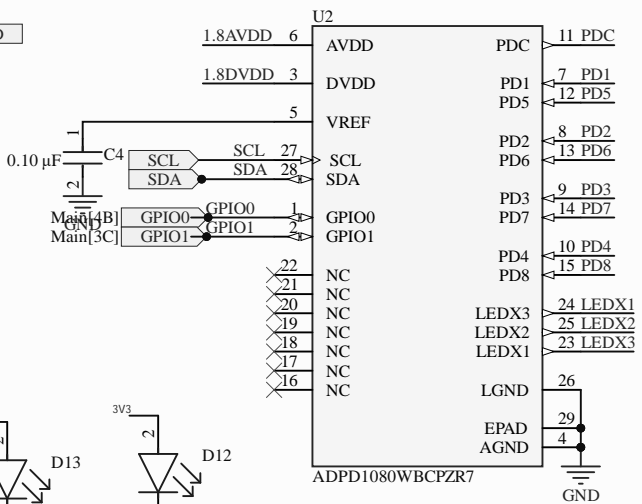 U2
1.8AVDD 6 AVDD PDC 11 PDC
1.8DVDD 3 DVDD PD1 7 PD1
PD5 12 PD5
5 VREF
1
PD2 8 PD2
0.10 µF C4 SCL SCL 27 SCL PD6 13 PD6
2
SDA SDA 28 SDA
PD3 9 PD3
GND
Main[4B] GPIO0 GPIO0 1 GPIO0 PD7 14 PD7
Main[3C] GPIO1 GPIO1 2 GPIO1
PD4 10 PD4
22 NC PD8 15 PD8
21 NC
20 NC LEDX3 24 LEDX1
19 NC LEDX2 25 LEDX2
18 NC LEDX1 23 LEDX3
17 NC
16 NC LGND 26
3V3
EPAD 29
2
2
AGND 4
D13
D12
ADPD1080WBCPZR7
GND